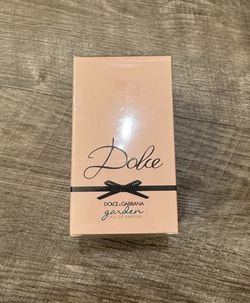 Dolce
DOLCE & GABBANA
garden
EAU DE PARFUM